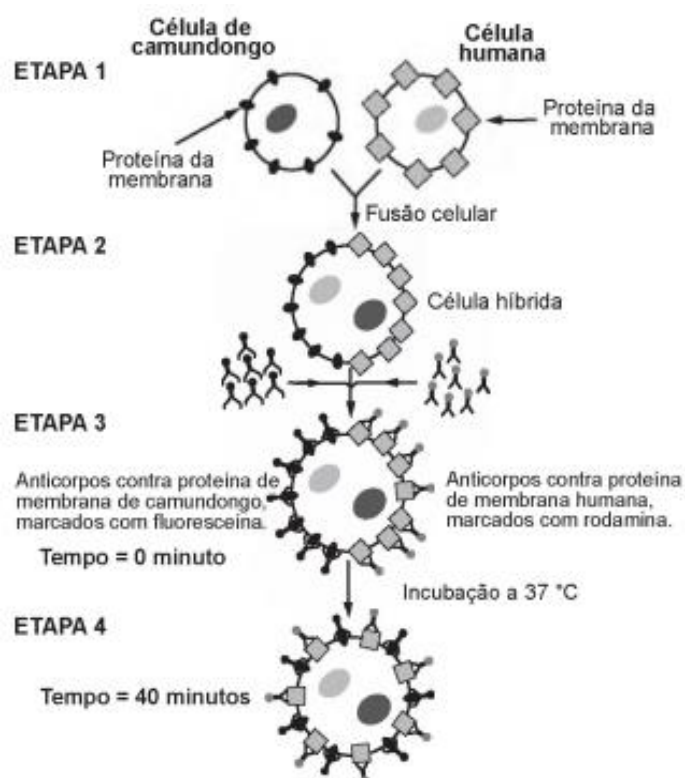 Célula de
camundongo
Célula
humana
ETAPA 1
Proteína da
membrana
Proteína da
membrana
Fusão celular
ETAPA 2
Célula híbrida
ETAPA 3
Anticorpos contra proteína de
membrana de camundongo,
marcados com fluoresceína.
Anticorpos contra proteína
de membrana humana,
marcados com rodamina.
Tempo = 0 minuto
Incubação a 37 °C
ETAPA 4
Tempo = 40 minutos